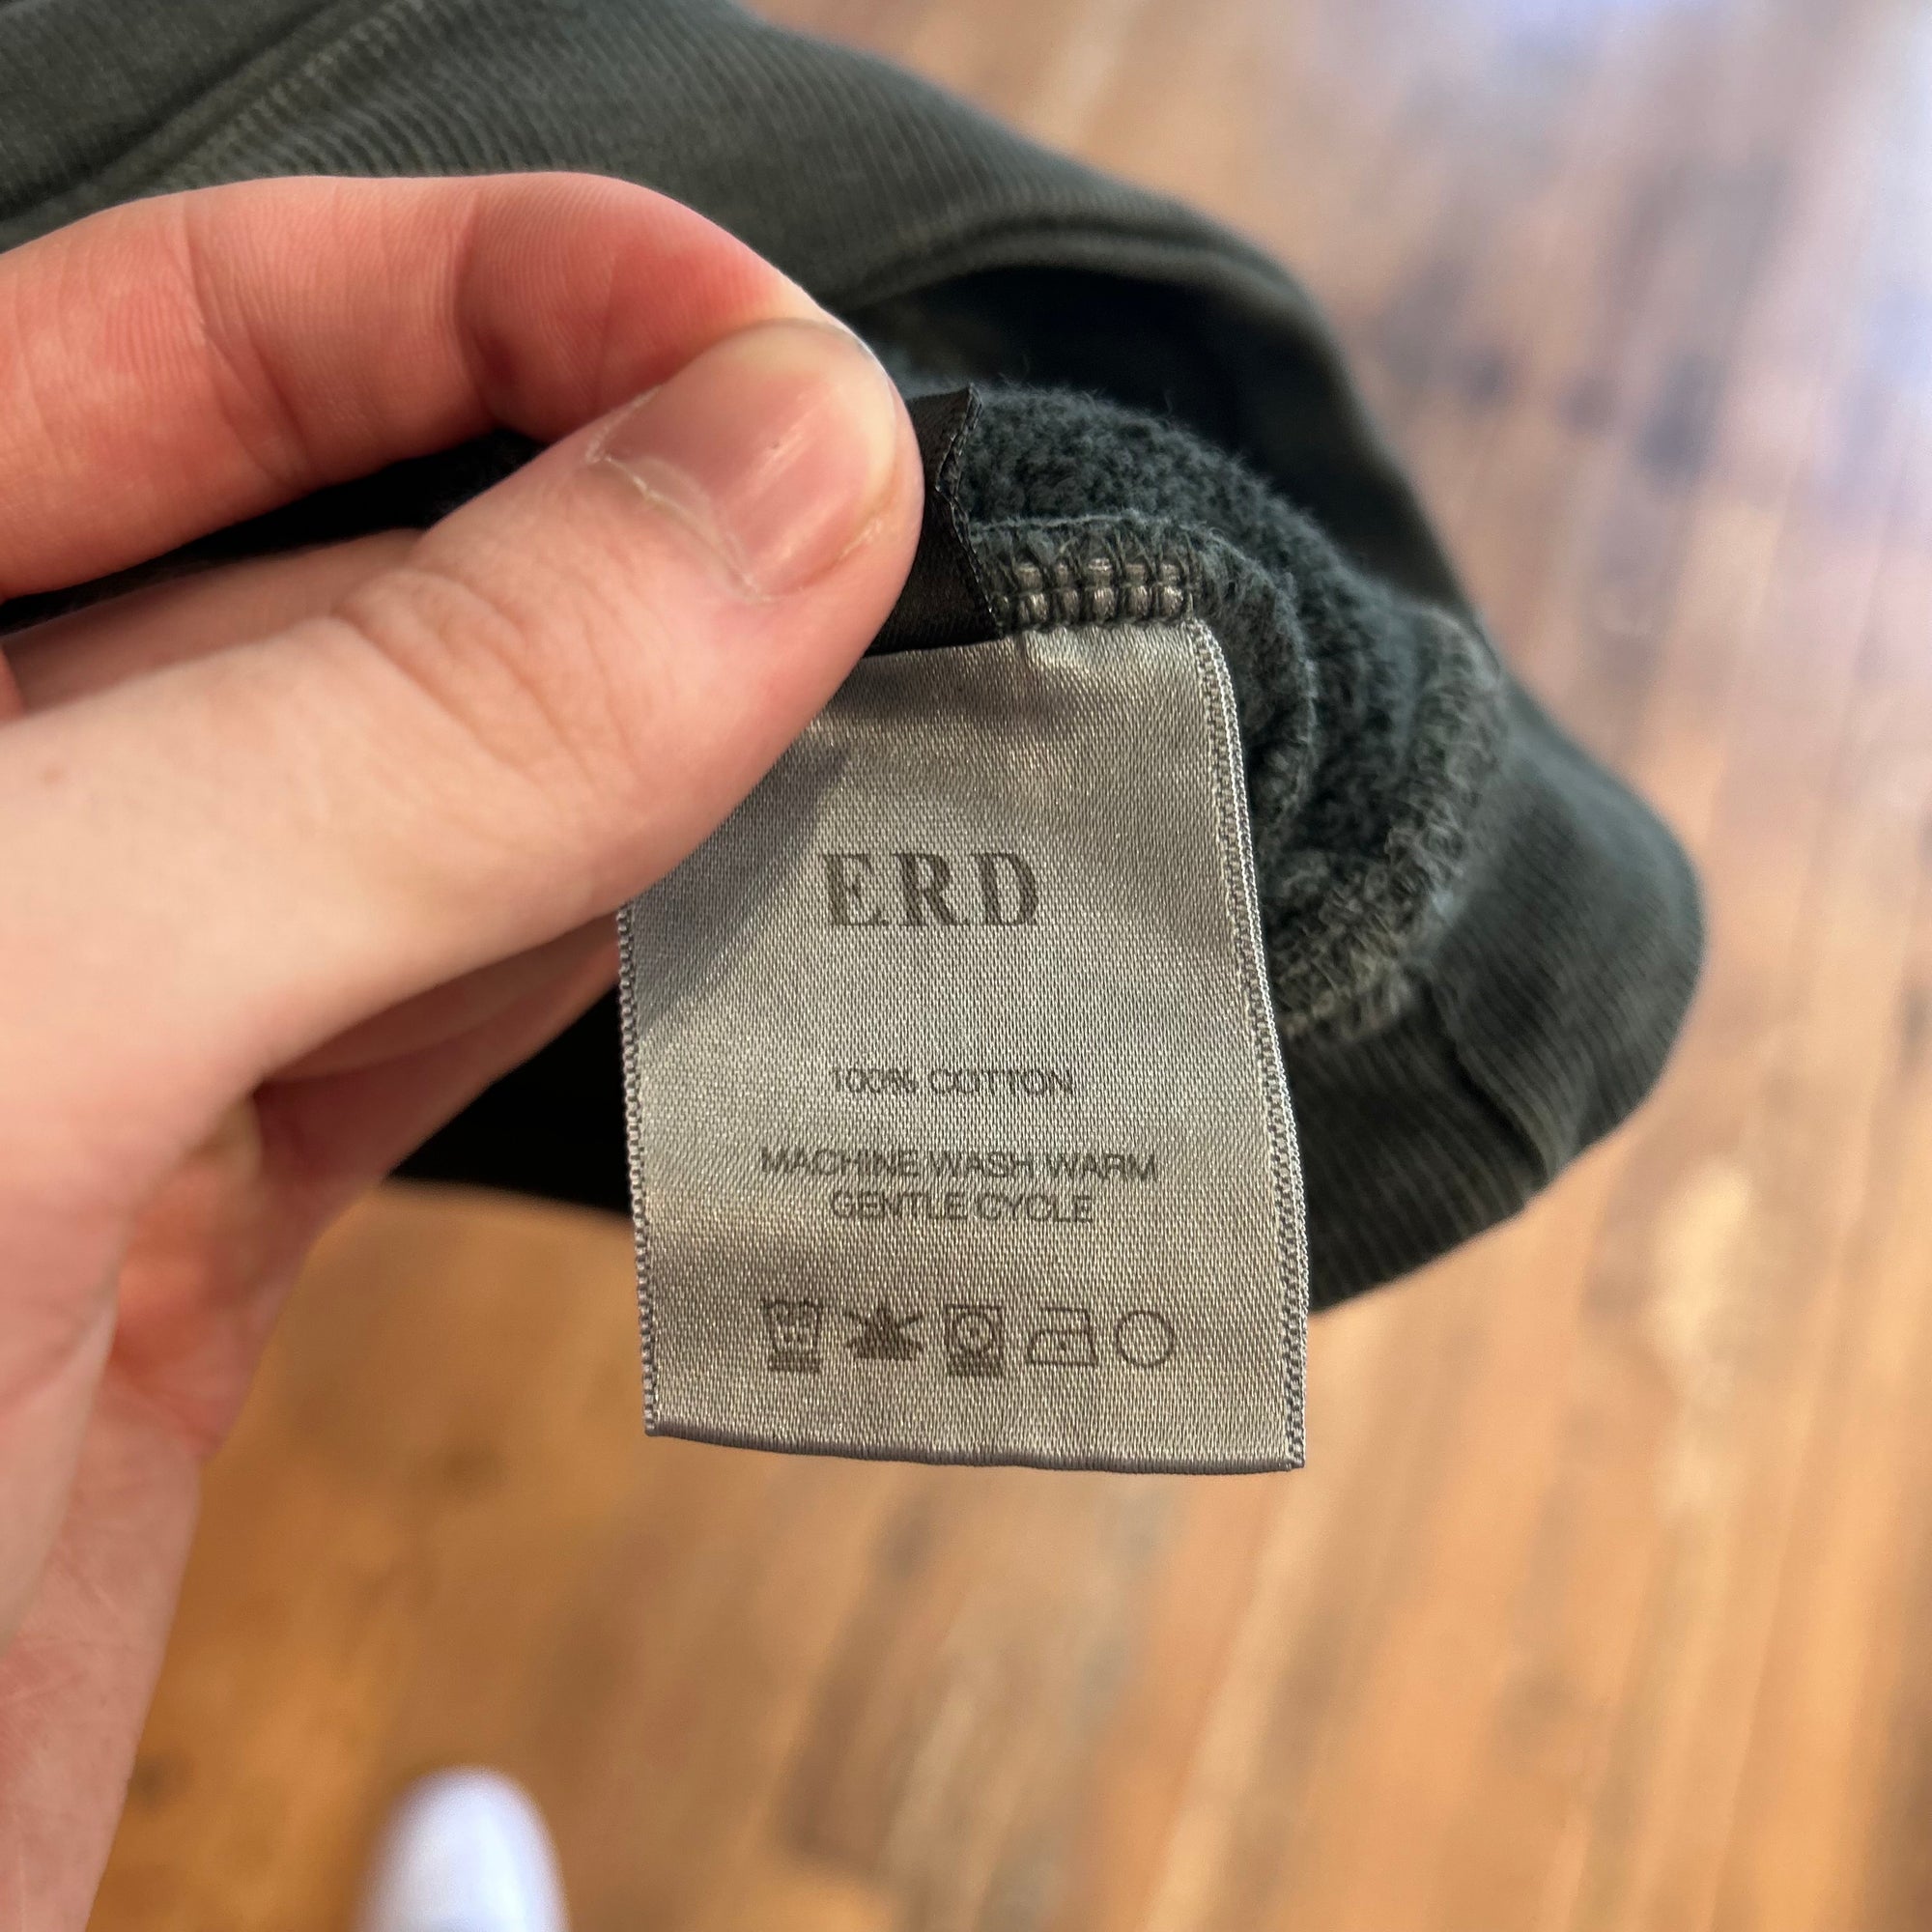 ERD
100% COTTON
MACHINE WASH WARM
GENTLE CYCLE